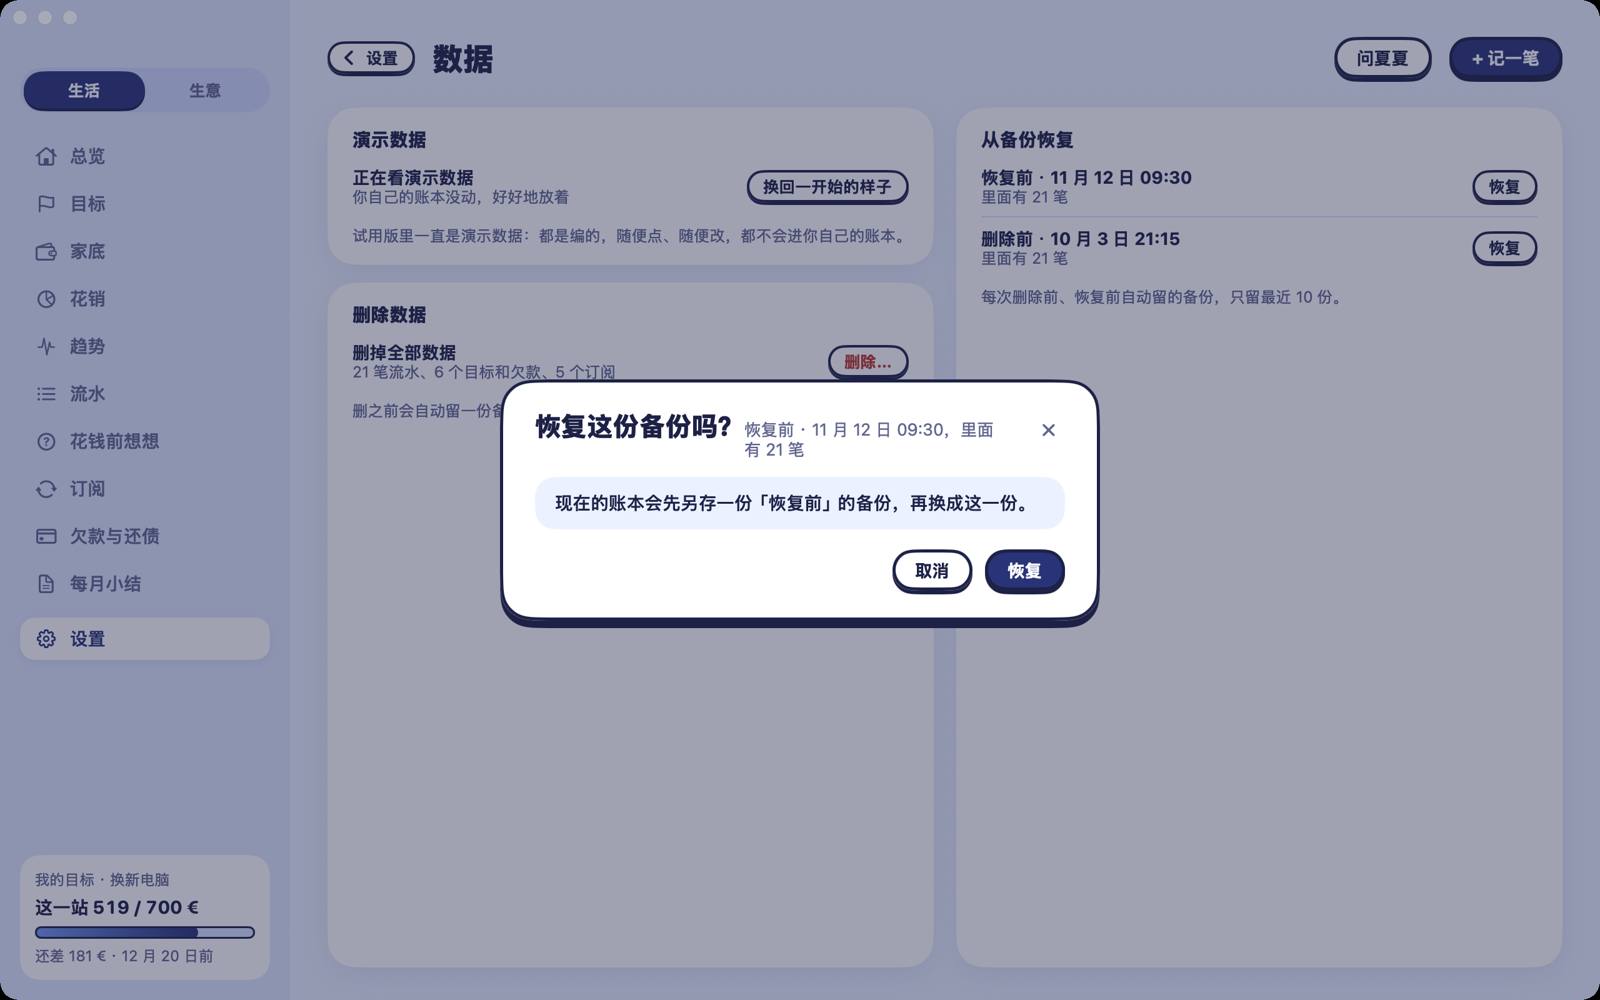 生活
生意
总览
目标
家底
花销
趋势
流水
花钱前想想
订阅
欠款与还债
每月小结
设置
我的目标 · 换新电脑
这一站 519 / 700 €
还差 181 € · 12 月 20 日前
设置
数据
问夏夏
+ 记一笔
演示数据
正在看演示数据
你自己的账本没动，好好地放着
换回一开始的样子
试用版里一直是演示数据：都是编的，随便点、随便改，都不会进你自己的账本。
删除数据
删掉全部数据
21 笔流水、6 个目标和欠款、5 个订阅
删除...
删之前会自动留一份备
从备份恢复
恢复前 · 11 月 12 日 09:30
里面有 21 笔
恢复
删除前 · 10 月 3 日 21:15
里面有 21 笔
恢复
每次删除前、恢复前自动留的备份，只留最近 10 份。
恢复这份备份吗？
恢复前 · 11 月 12 日 09:30，里面
有 21 笔
现在的账本会先另存一份「恢复前」的备份，再换成这一份。
取消
恢复